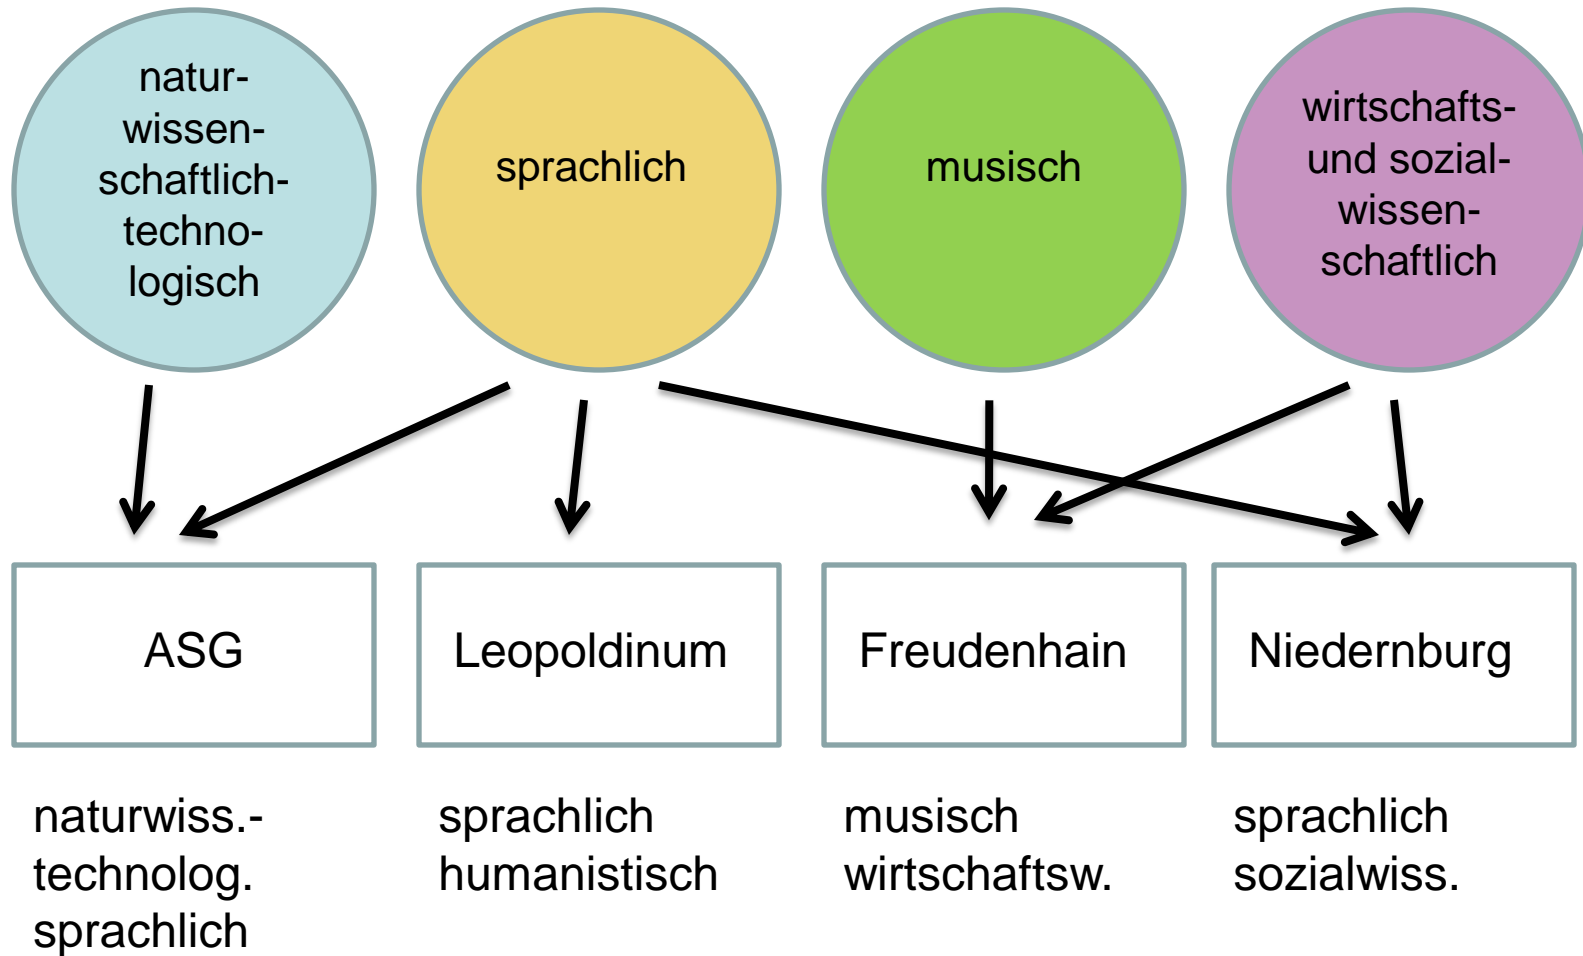 natur-
wissen-
schaftlich-
techno-
logisch
sprachlich
musisch
wirtschafts-
und sozial-
wissen-
schaftlich
ASG
Leopoldinum
Freudenhain
Niedernburg
naturwiss.-
technolog.
sprachlich
sprachlich
humanistisch
musisch
wirtschaftsw.
sprachlich
sozialwiss.